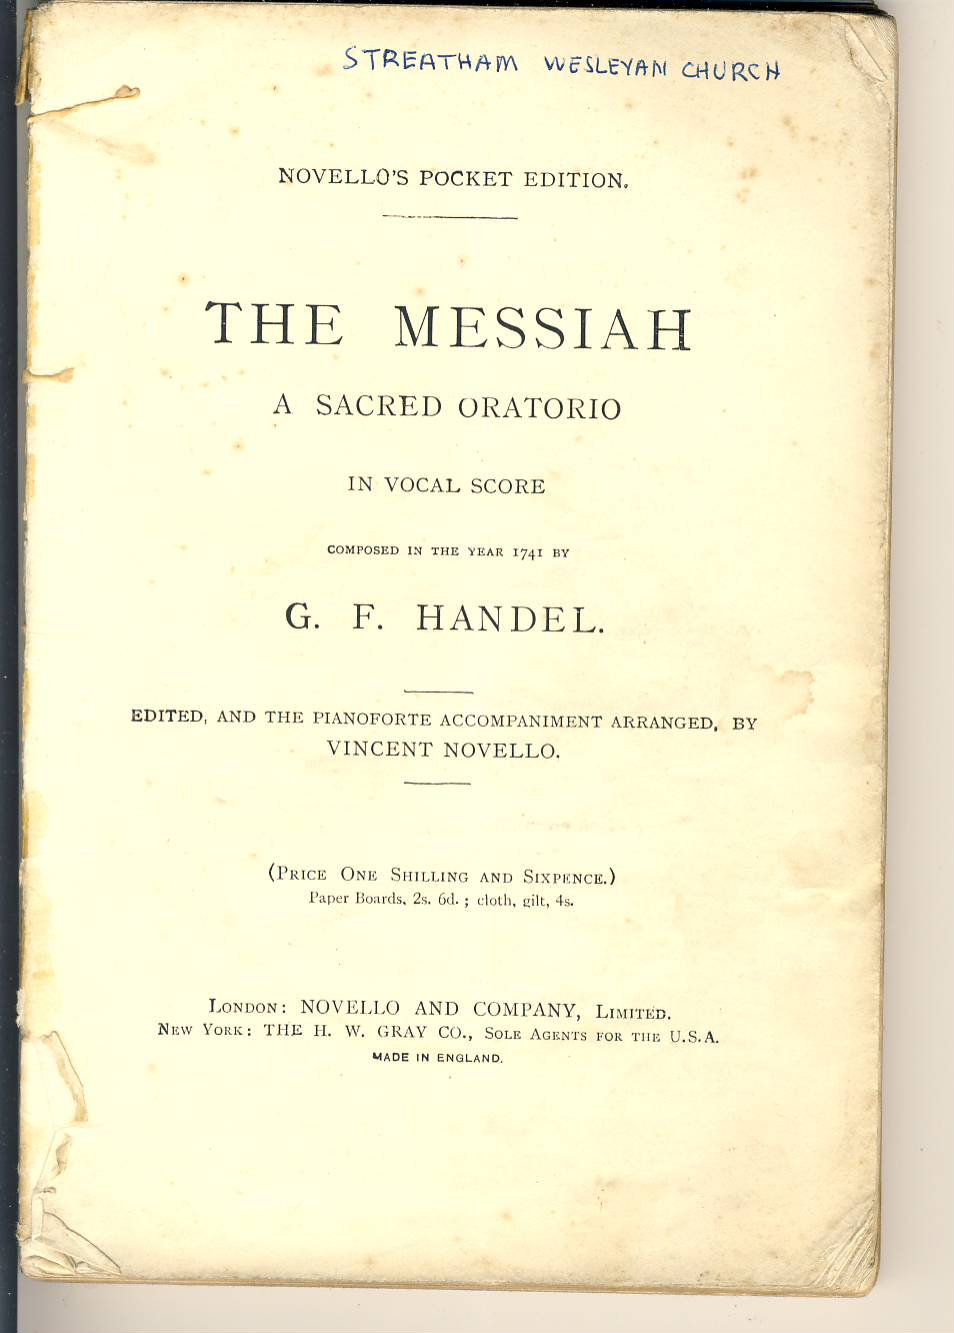 STREATHAM WESLEYAN CHURCH
NOVELLO'S POCKET EDITION.
THE MESSIAH
A SACRED ORATORIO
IN VOCAL SCORE
COMPOSED IN THE YEAR 1741 BY
G. F. HANDEL.
EDITED, AND THE PIANOFORTE ACCOMPANIMENT ARRANGED, BY
VINCENT NOVELLO.
(PRICE ONE SHILLING AND SIXPENCE.)
Paper Boards, 2s. 6d. ; cloth, gilt, 4s.
LONDON: NOVELLO AND COMPANY, LIMITED.
NEW YORK: THE H. W. GRAY CO., SOLE AGENTS FOR THE U.S.A.
MADE IN ENGLAND.